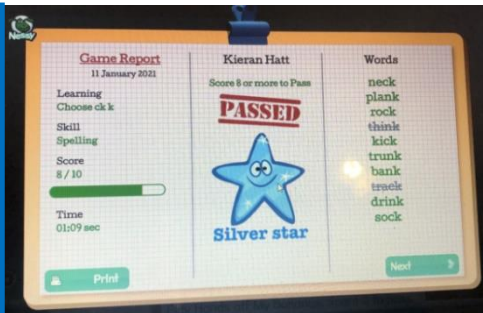 Nessy
Game Report
11 January 2021
Learning
Choose ck k
Skill
Spelling
Score
8 / 10
Time
01:09 sec
Print
Kieran Hatt
Score 8 or more to Pass
PASSED
Silver star
Words
neck
plank
rock
think
kick
trunk
bank
track
drink
sock
Next